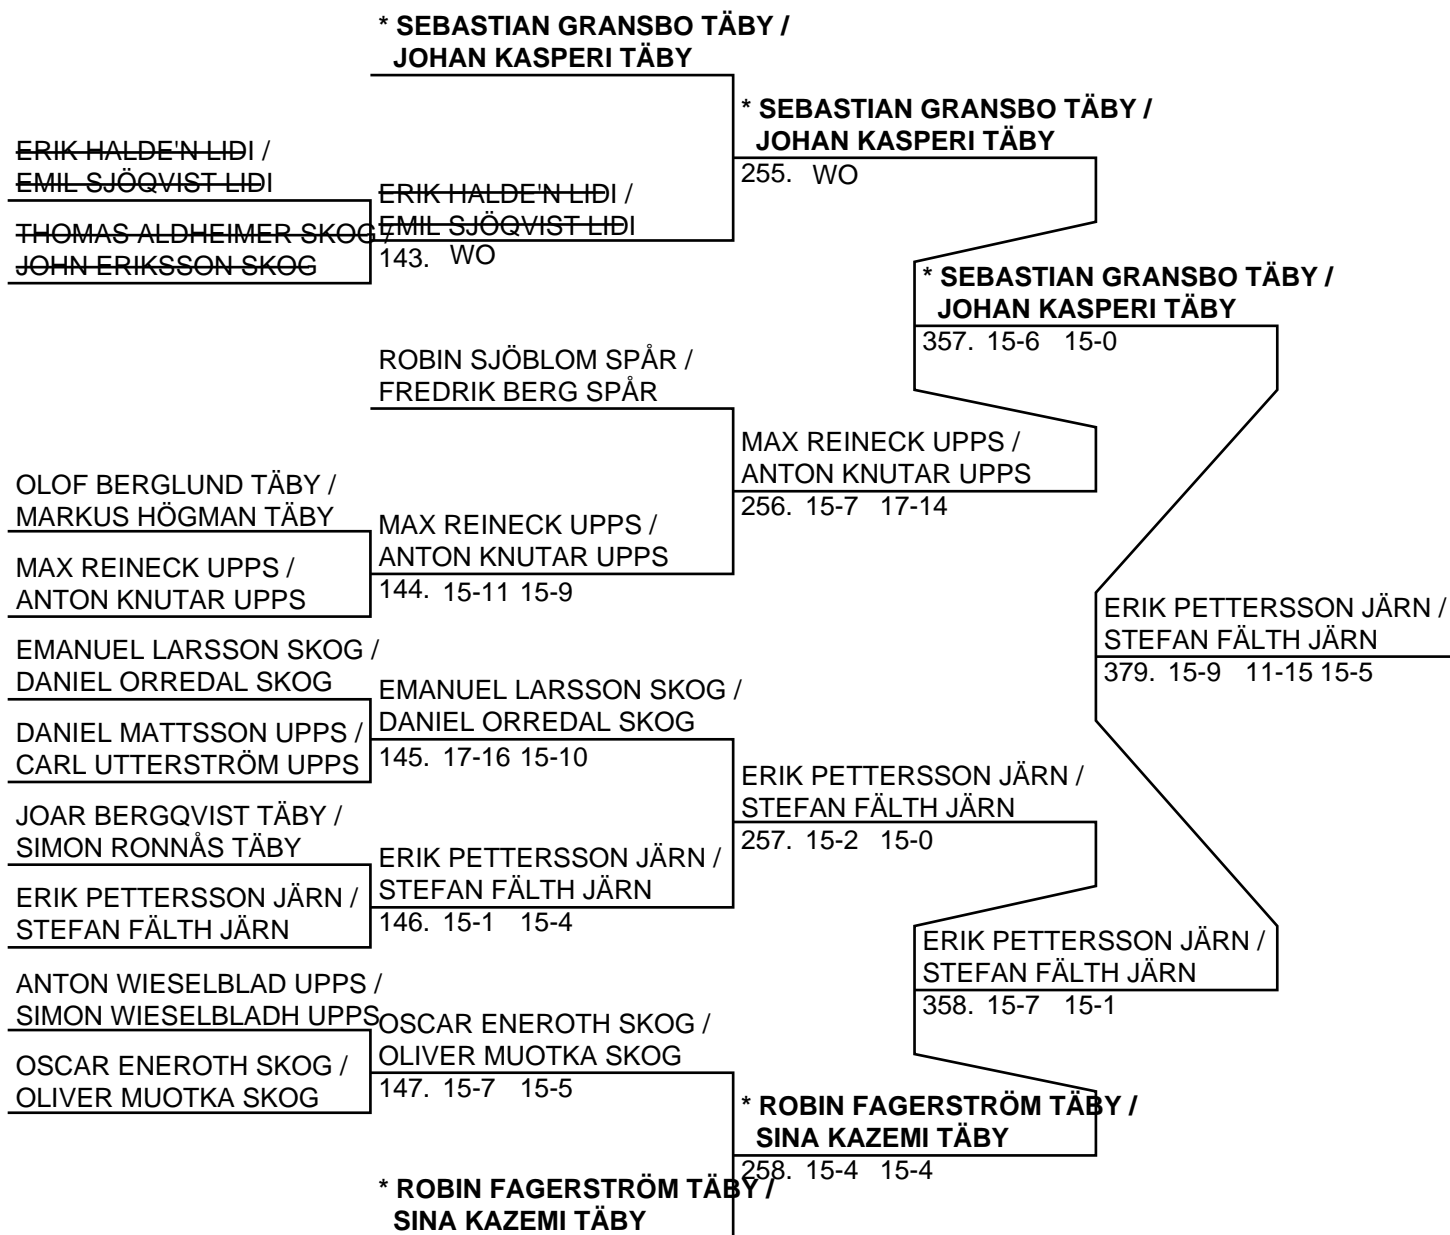 * SEBASTIAN GRANSBO TÄBY /
JOHAN KASPERI TÄBY
* SEBASTIAN GRANSBO TÄBY /
JOHAN KASPERI TÄBY
255. WO
ERIK HALDE'N LIDI /
EMIL SJÖQVIST LIDI
ERIK HALDE'N LIDI /
EMIL SJÖQVIST LIDI
143. WO
THOMAS ALDHEIMER SKOG /
JOHN ERIKSSON SKOG
* SEBASTIAN GRANSBO TÄBY /
JOHAN KASPERI TÄBY
357. 15-6 15-0
ROBIN SJÖBLOM SPÅR /
FREDRIK BERG SPÅR
MAX REINECK UPPS /
ANTON KNUTAR UPPS
256. 15-7 17-14
OLOF BERGLUND TÄBY /
MARKUS HÖGMAN TÄBY
MAX REINECK UPPS /
ANTON KNUTAR UPPS
144. 15-11 15-9
MAX REINECK UPPS /
ANTON KNUTAR UPPS
ERIK PETTERSSON JÄRN /
STEFAN FÄLTH JÄRN
379. 15-9 11-15 15-5
EMANUEL LARSSON SKOG /
DANIEL ORREDAL SKOG
EMANUEL LARSSON SKOG /
DANIEL ORREDAL SKOG
145. 17-16 15-10
DANIEL MATTSSON UPPS /
CARL UTTERSTRÖM UPPS
ERIK PETTERSSON JÄRN /
STEFAN FÄLTH JÄRN
257. 15-2 15-0
JOAR BERGQVIST TÄBY /
SIMON RONNÅS TÄBY
ERIK PETTERSSON JÄRN /
STEFAN FÄLTH JÄRN
146. 15-1 15-4
ERIK PETTERSSON JÄRN /
STEFAN FÄLTH JÄRN
ERIK PETTERSSON JÄRN /
STEFAN FÄLTH JÄRN
358. 15-7 15-1
ANTON WIESELBLAD UPPS /
SIMON WIESELBLADH UPPS
OSCAR ENEROTH SKOG /
OLIVER MUOTKA SKOG
147. 15-7 15-5
OSCAR ENEROTH SKOG /
OLIVER MUOTKA SKOG
* ROBIN FAGERSTRÖM TÄBY /
SINA KAZEMI TÄBY
258. 15-4 15-4
* ROBIN FAGERSTRÖM TÄBY /
SINA KAZEMI TÄBY